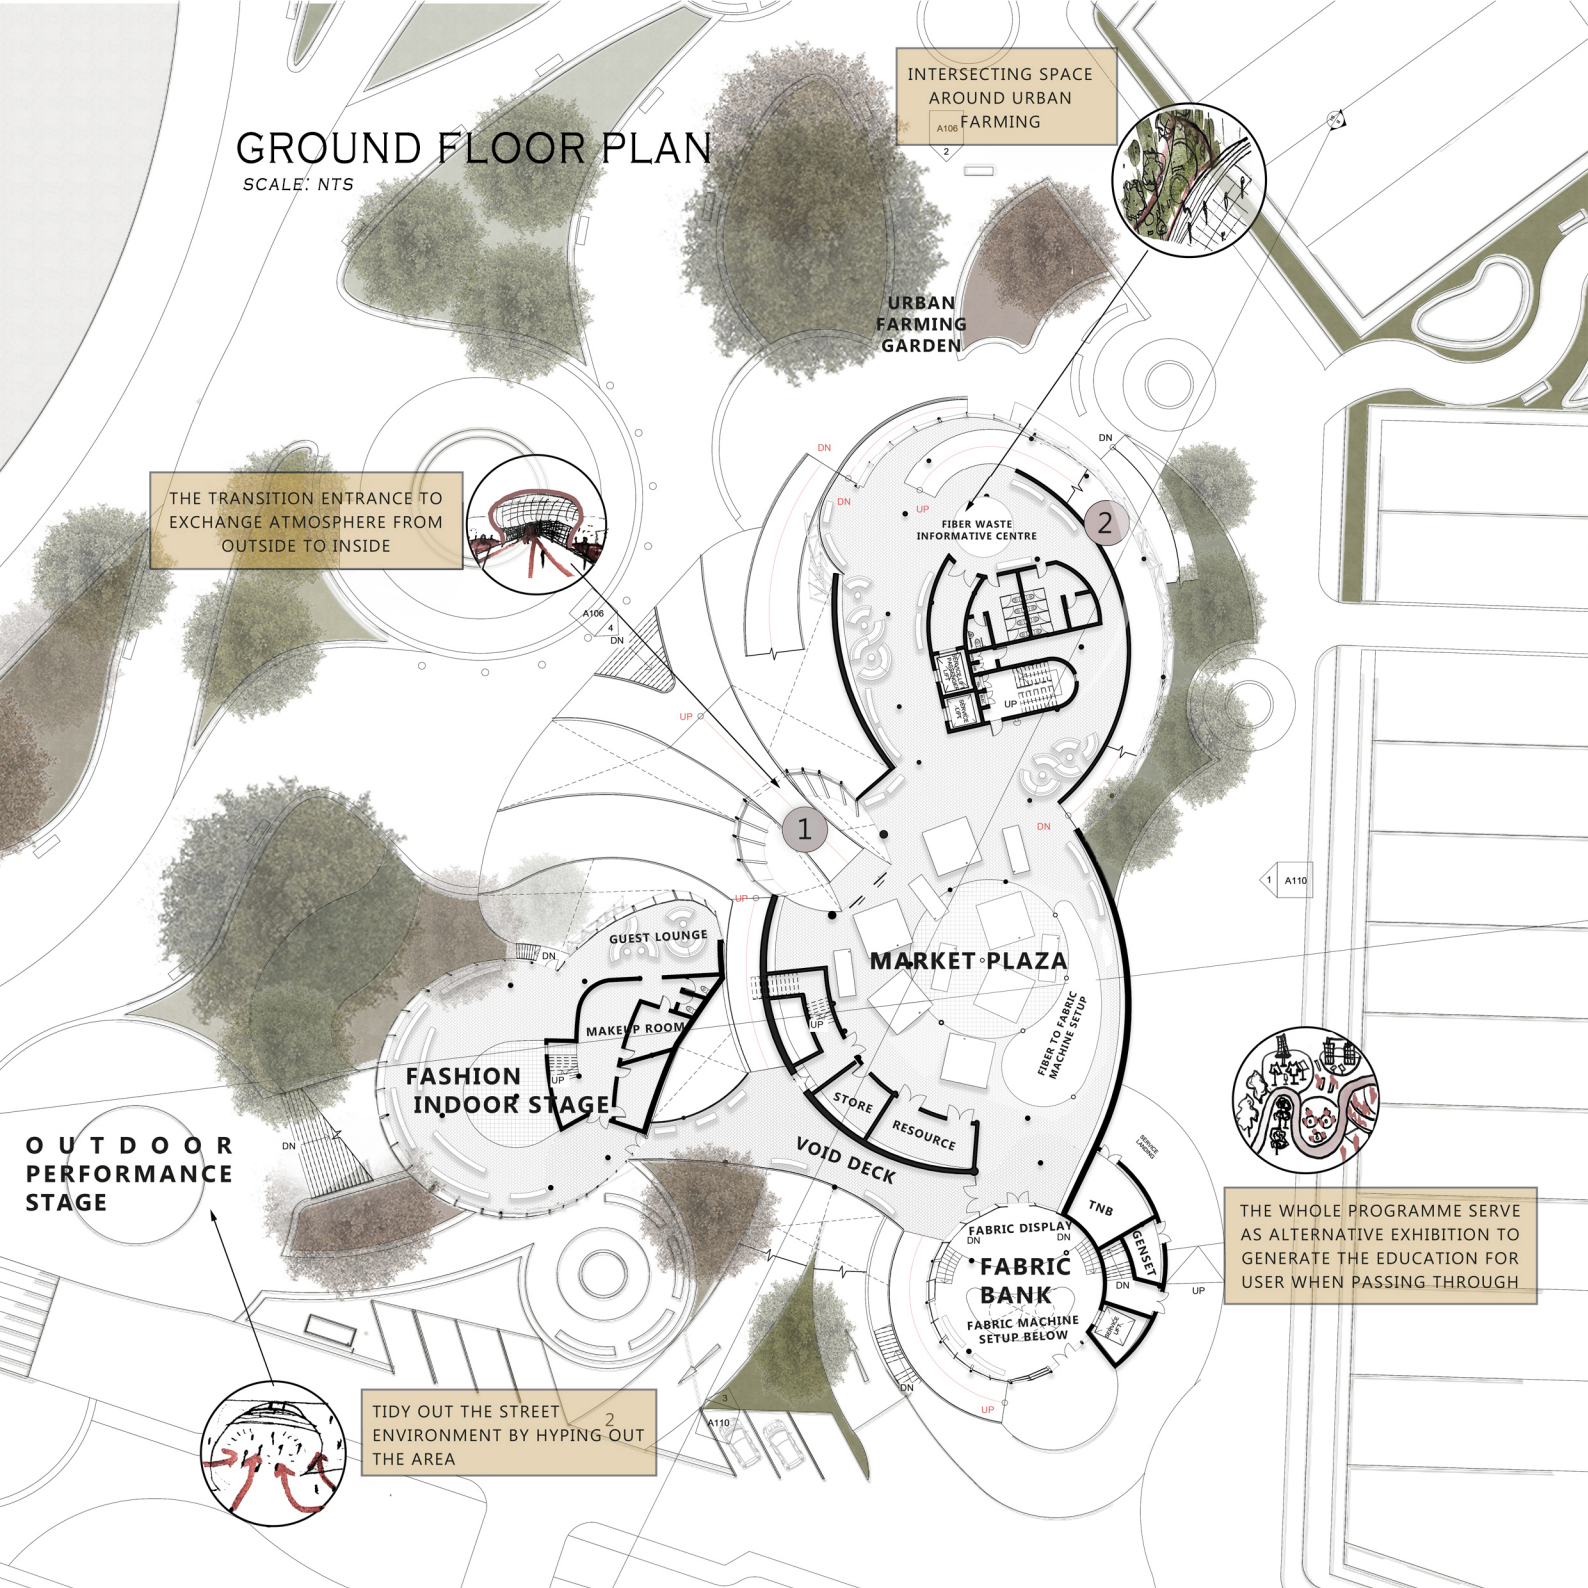 INTERSECTING SPACE
AROUND URBAN
FARMING
A106
2
GROUND FLOOR PLAN
SCALE: NTS
URBAN
FARMING
GARDEN
DN
DN
DN
UP
2
FIBER WASTE
INFORMATIVE CENTRE
THE TRANSITION ENTRANCE TO
EXCHANGE ATMOSPHERE FROM
OUTSIDE TO INSIDE
A106
4
DN
UP
UP
1
DN
1 A110
UP
GUEST LOUNGE
DN
MARKET PLAZA
MAKEUP ROOM
UP
FIBER TO FABRIC
MACHINE SETUP
FASHION
INDOOR STAGE
UP
STORE
RESOURCE
VOID DECK
DN
OUTDOOR
PERFORMANCE
STAGE
SERVICE
LANDING
TNB
GENSET
FABRIC DISPLAY
DN
DN
FABRIC
BANK
DN
UP
FABRIC MACHINE
SETUP BELOW
SERVICE
LIFT
DN
UP
THE WHOLE PROGRAMME SERVE
AS ALTERNATIVE EXHIBITION TO
GENERATE THE EDUCATION FOR
USER WHEN PASSING THROUGH
3
A110
TIDY OUT THE STREET
2
ENVIRONMENT BY HYPING OUT
THE AREA